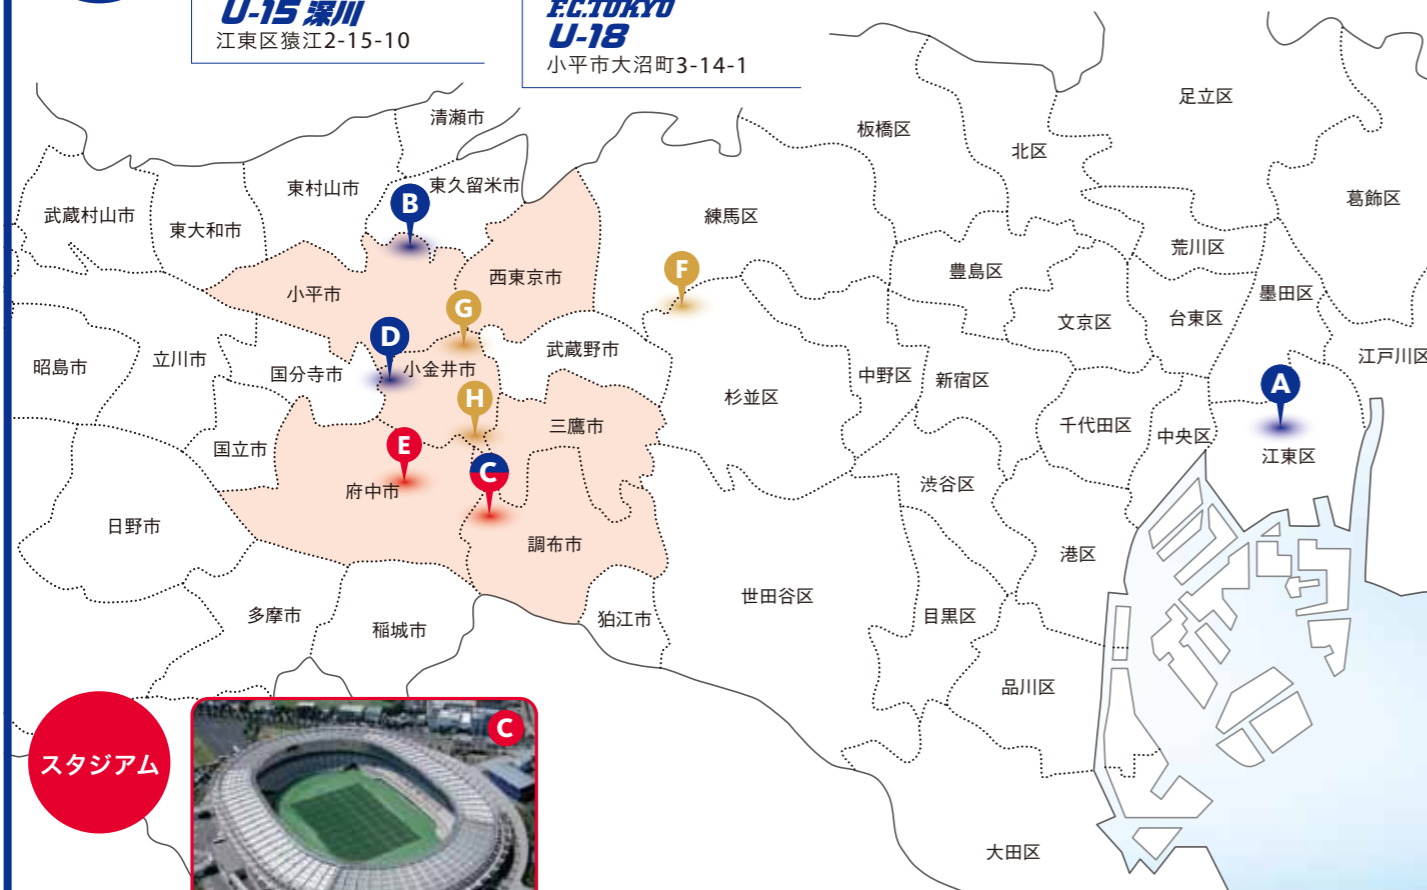 U-15 深川
江東区猿江2-15-10
F.C.TOKYO
U-18
小平市大沼町3-14-1
足立区
清瀬市
板橋区
北区
東村山市
東久留米市
B
葛飾区
武蔵村山市
東大和市
練馬区
荒川区
西東京市
F
豊島区
小平市
墨田区
G
文京区
台東区
D
武蔵野市
江戸川区
立川市
昭島市
国分寺市
小金井市
中野区
新宿区
A
杉並区
H
三鷹市
千代田区
中央区
E
国立市
江東区
C
府中市
渋谷区
日野市
調布市
港区
世田谷区
多摩市
狛江市
目黒区
稲城市
品川区
C
スタジアム
大田区